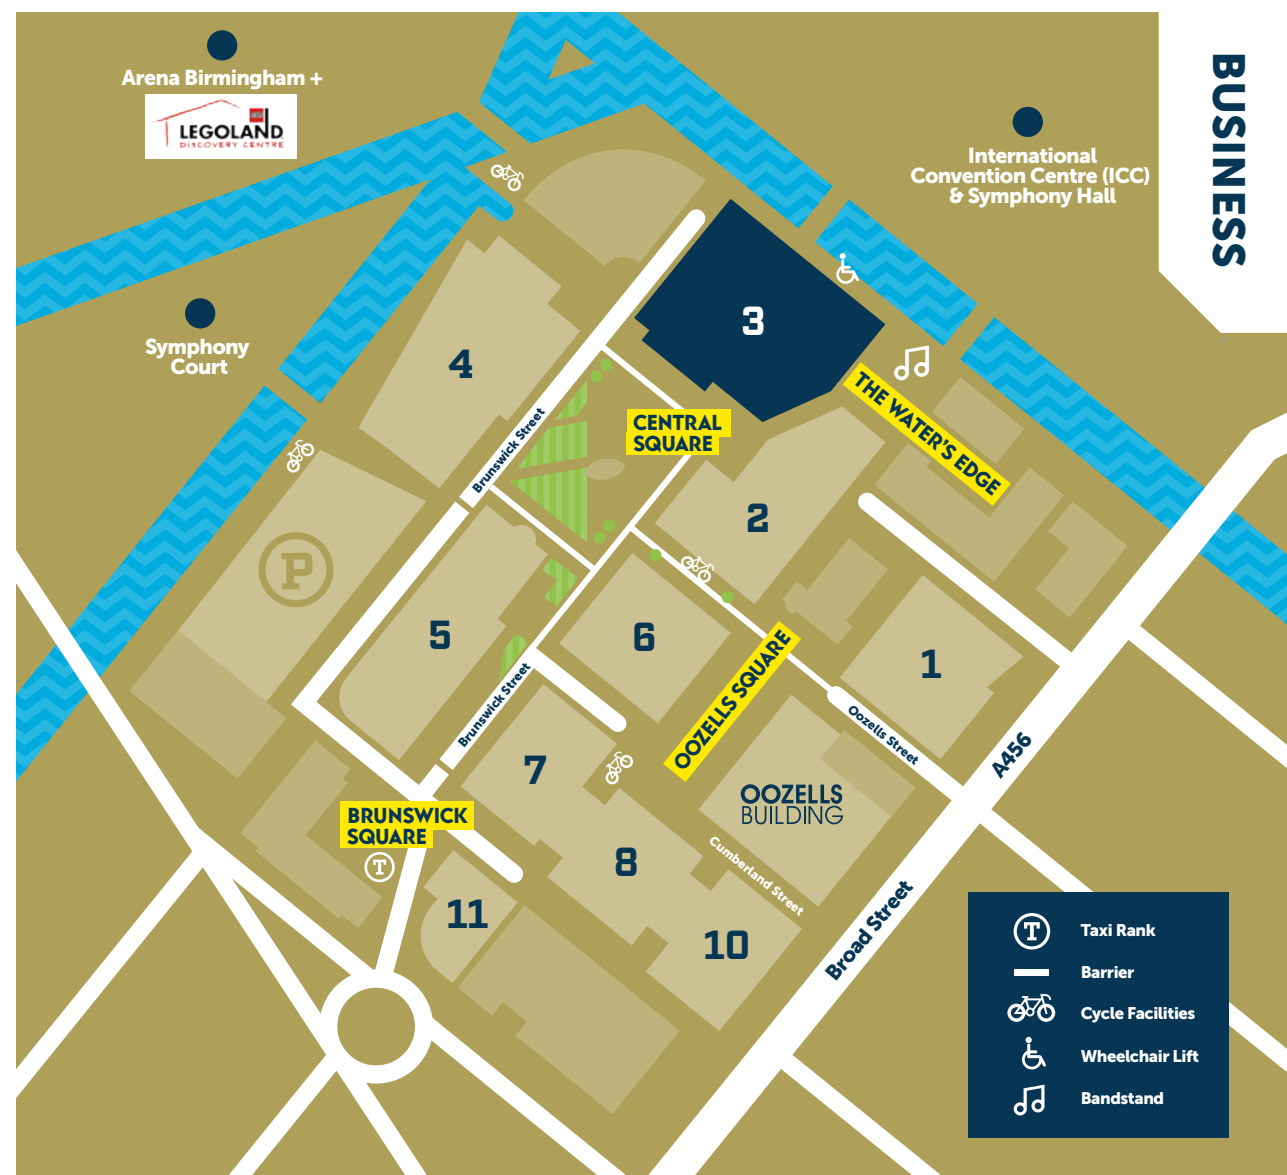 BUSINESS
Arena Birmingham +
LEGO
LEGOLAND
DISCOVERY CENTRE
International
Convention Centre (ICC)
& Symphony Hall
Symphony
Court
3
4
THE WATER'S EDGE
CENTRAL
SQUARE
Brunswick Street
2
P
5
6
1
OOZELLS SQUARE
Brunswick Street
Oozells Street
A456
7
OOZELLS
BUILDING
BRUNSWICK
SQUARE
T
8
Cumberland Street
11
10
Broad Street
T Taxi Rank
Barrier
Cycle Facilities
Wheelchair Lift
Bandstand